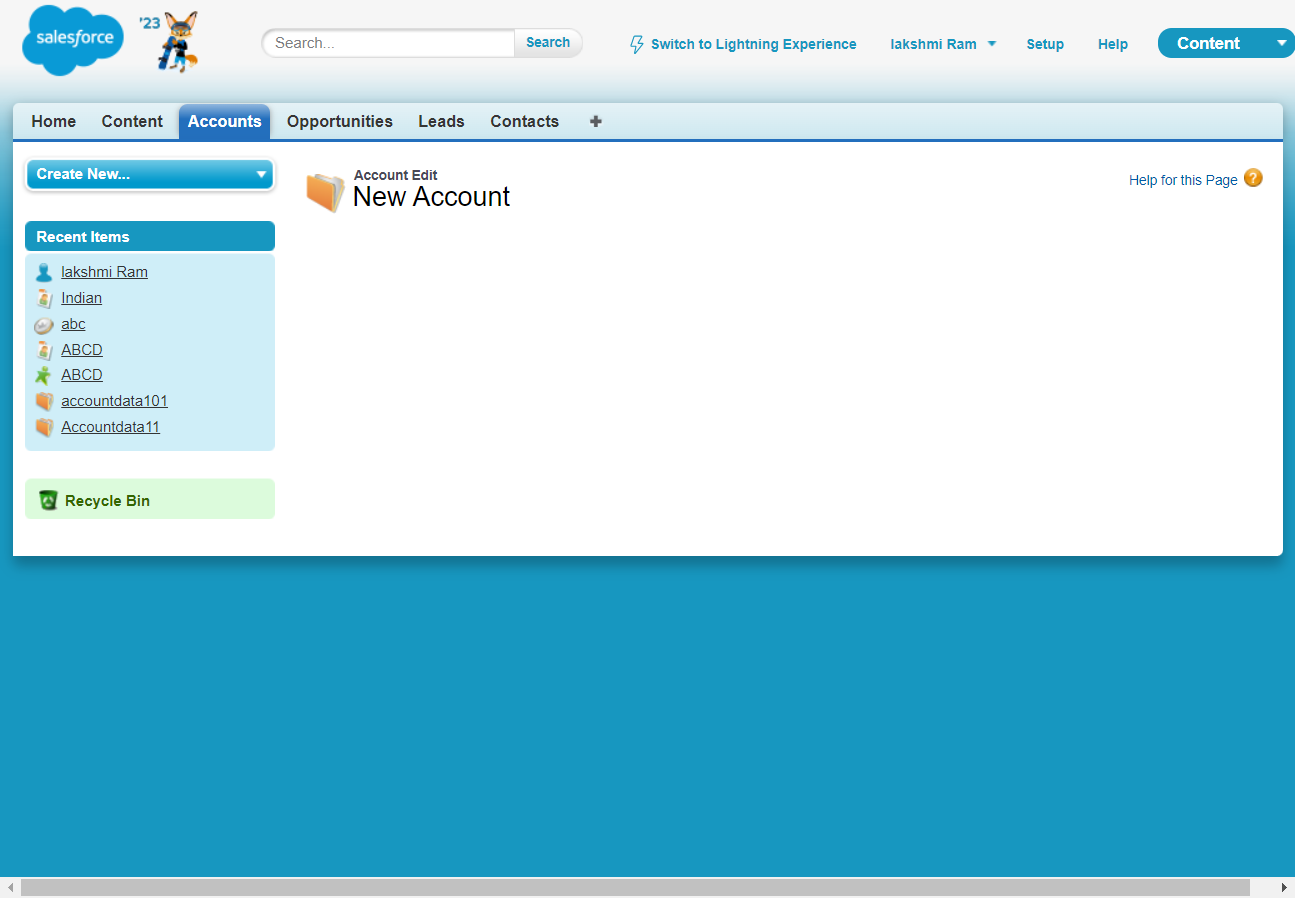 salesforce
'23
Search...
Search
Switch to Lightning Experience
lakshmi Ram
Setup
Help
Content
Home
Content
Accounts
Opportunities
Leads
Contacts
Create New...
Account Edit
New Account
Help for this Page
Recent Items
lakshmi Ram
Indian
abc
ABCD
ABCD
accountdata101
Accountdata11
Recycle Bin